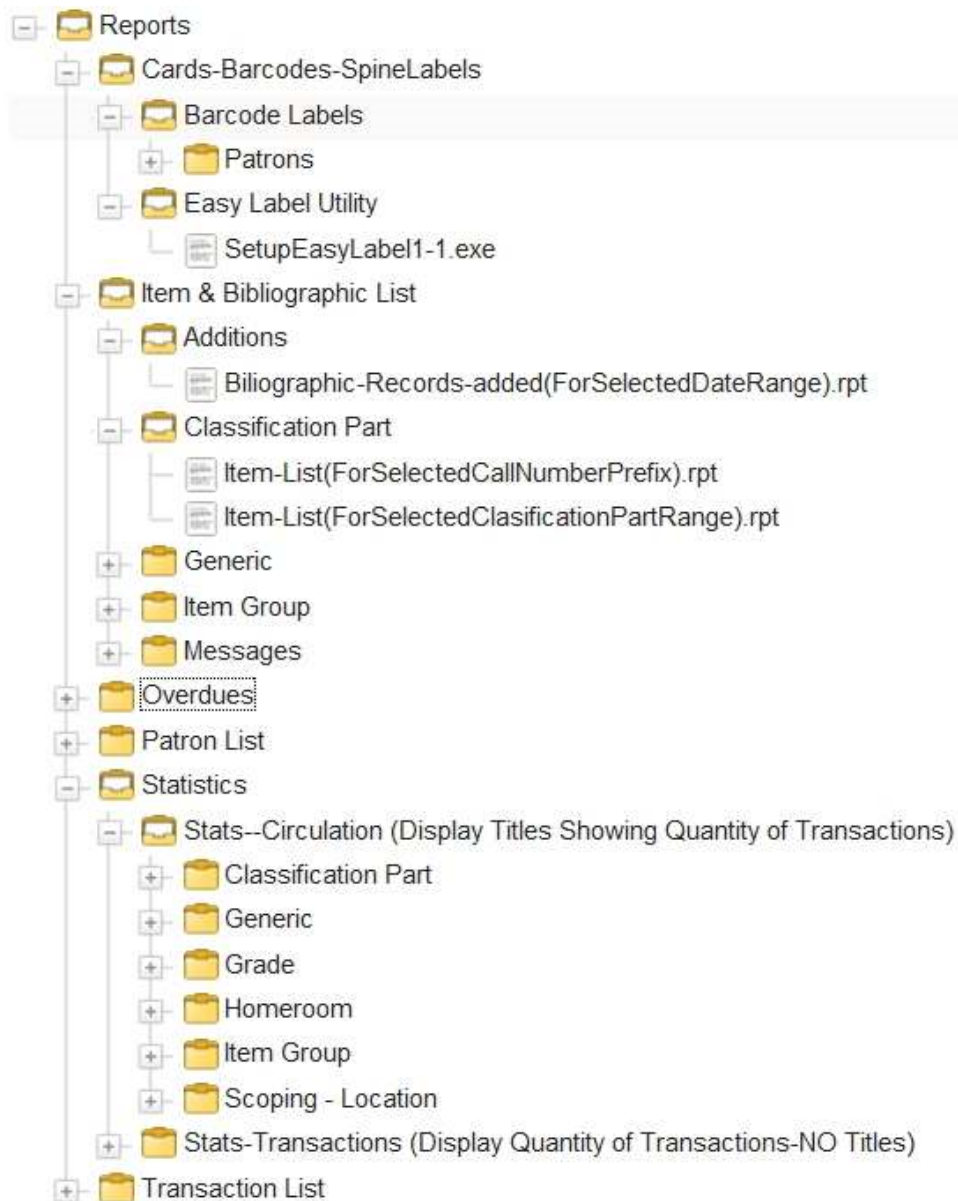 Reports
Cards-Barcodes-SpineLabels
Barcode Labels
Patrons
Easy Label Utility
SetupEasyLabel1-1.exe
Item & Bibliographic List
Additions
Biliographic-Records-added(ForSelectedDateRange).rpt
Classification Part
Item-List(ForSelectedCallNumberPrefix).rpt
Item-List(ForSelectedClasificationPartRange).rpt
Generic
Item Group
Messages
Overdues
Patron List
Statistics
Stats--Circulation (Display Titles Showing Quantity of Transactions)
Classification Part
Generic
Grade
Homeroom
Item Group
Scoping - Location
Stats-Transactions (Display Quantity of Transactions-NO Titles)
Transaction List